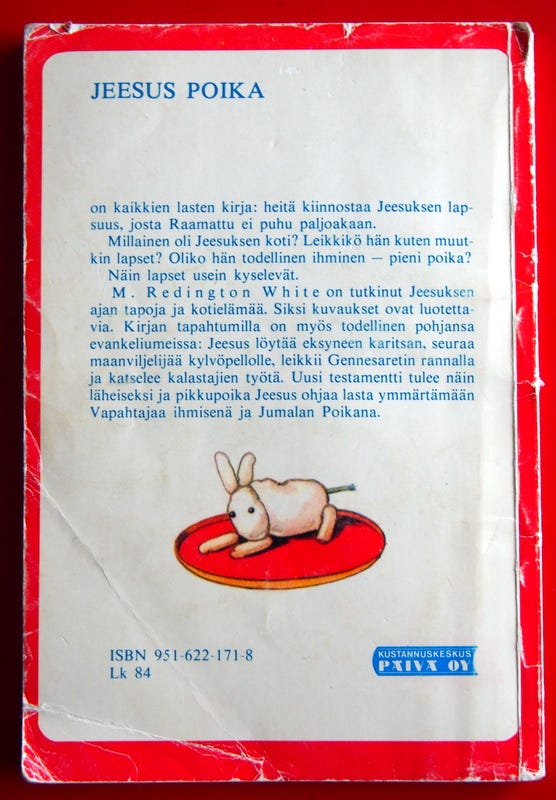 JEESUS POIKA
on kaikkien lasten kirja: heitä kiinnostaa Jeesuksen lap-
suus, josta Raamattu ei puhu paljoakaan.
Millainen oli Jeesuksen koti? Leikkikö hän kuten muut-
kin lapset? Oliko hän todellinen ihminen — pieni poika?
Näin lapset usein kyselevät.
M. Redington White on tutkinut Jeesuksen
ajan tapoja ja kotielämää. Siksi kuvaukset ovat luotetta-
via. Kirjan tapahtumilla on myös todellinen pohjansa
evankeliumeissa: Jeesus löytää eksyneen karitsan, seuraa
maanviljelijää kylvöpellolle, leikkii Gennesaretin rannalla
ja katselee kalastajien työtä. Uusi testamentti tulee näin
läheiseksi ja pikkupoika Jeesus ohjaa lasta ymmärtämään
Vapahtajaa ihmisenä ja Jumalan Poikana.
ISBN 951-622-171-8
Lk 84
KUSTANNUSKESKUS
PÄIVÄ OY